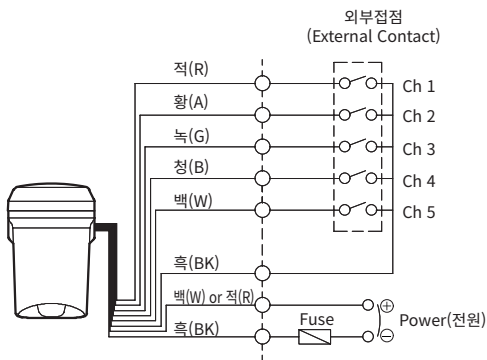 외부접점
(External Contact)
적(R)
Ch 1
황(A)
Ch 2
녹(G)
Ch 3
청(B)
Ch 4
백(W)
Ch 5
흑(BK)
백(W) or 적(R)
⊕
Fuse
Power(전원)
흑(BK)
⊖